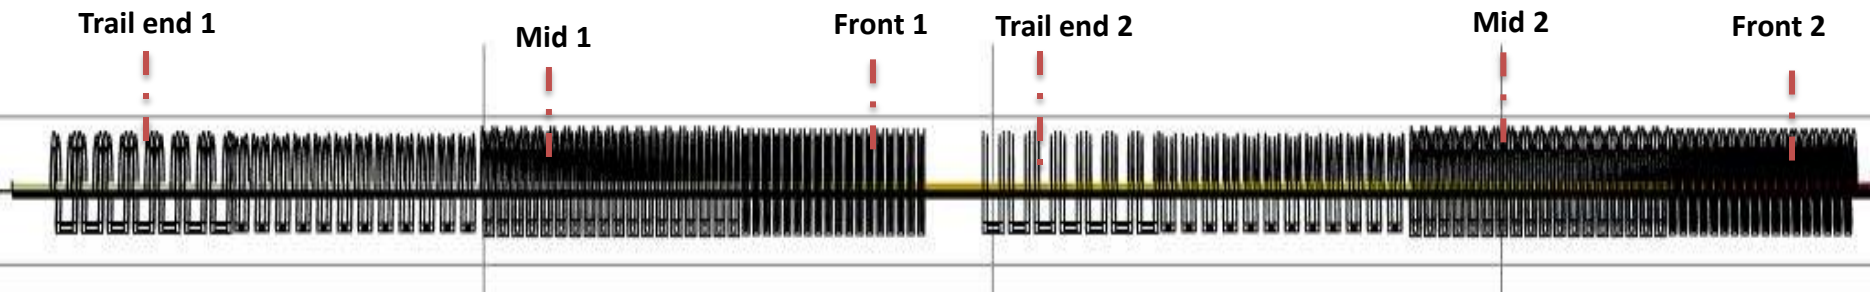 Trail end 1
Mid 1
Front 1
Trail end 2
Mid 2
Front 2